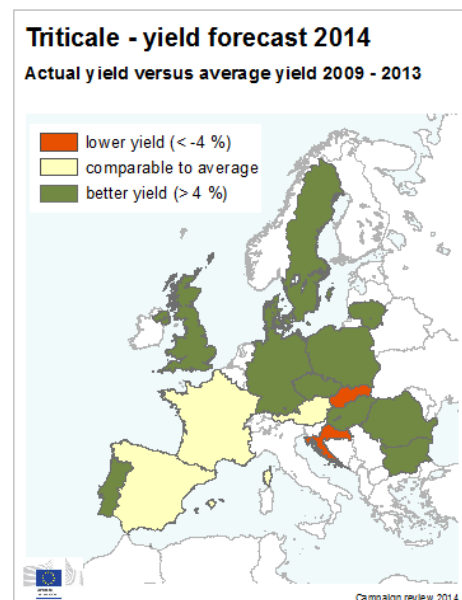 Triticale - yield forecast 2014
Actual yield versus average yield 2009 - 2013
lower yield (< -4 %)
comparable to average
better yield (> 4 %)
Campaign review 2014